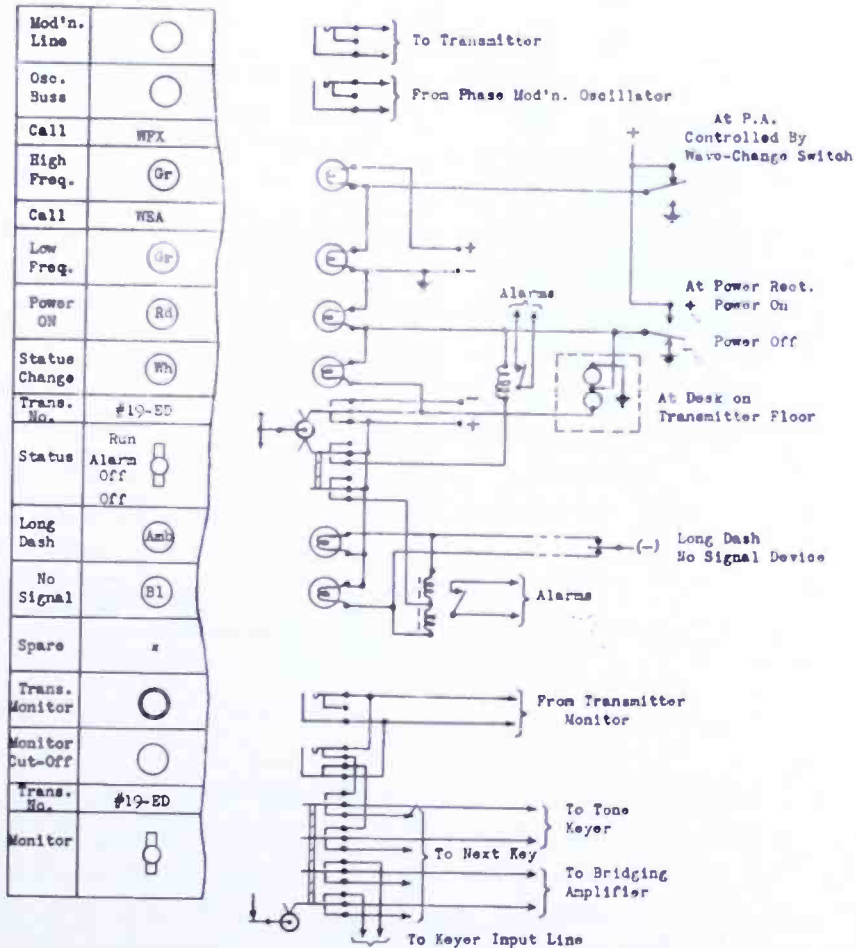 Mod'n.
Line
Osc.
Buss
Call WPX
High
Freq.
Gr
Call WEA
Low
Freq.
Gr
Power
ON
Rd
Status
Change
Wh
Trans.
No.
#19-ED
Status
Run
Alarm
Off
Off
Long
Dash
Amb
No
Signal
Bl
Spare x
Trans.
Monitor
Monitor
Cut-Off
Trans.
No.
#19-ED
Monitor
To Transmitter
From Phase Mod'n. Oscillator
At P.A.
Controlled By
Wave-Change Switch
+
+
-
Alarms
At Power Rect.
+ Power On
-
Power Off
At Desk on
Transmitter Floor
-
+
(-)
Long Dash
No Signal Device
Alarms
From Transmitter
Monitor
To Tone
Keyer
To Next Key
To Bridging
Amplifier
To Keyer Input Line